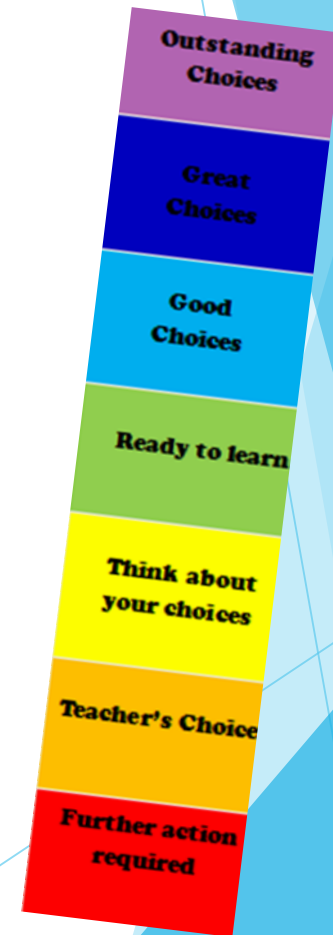 Outstanding
Choices
Great
Choices
Good
Choices
Ready to learn
Think about
your choices
Teacher's Choice
Further action
required